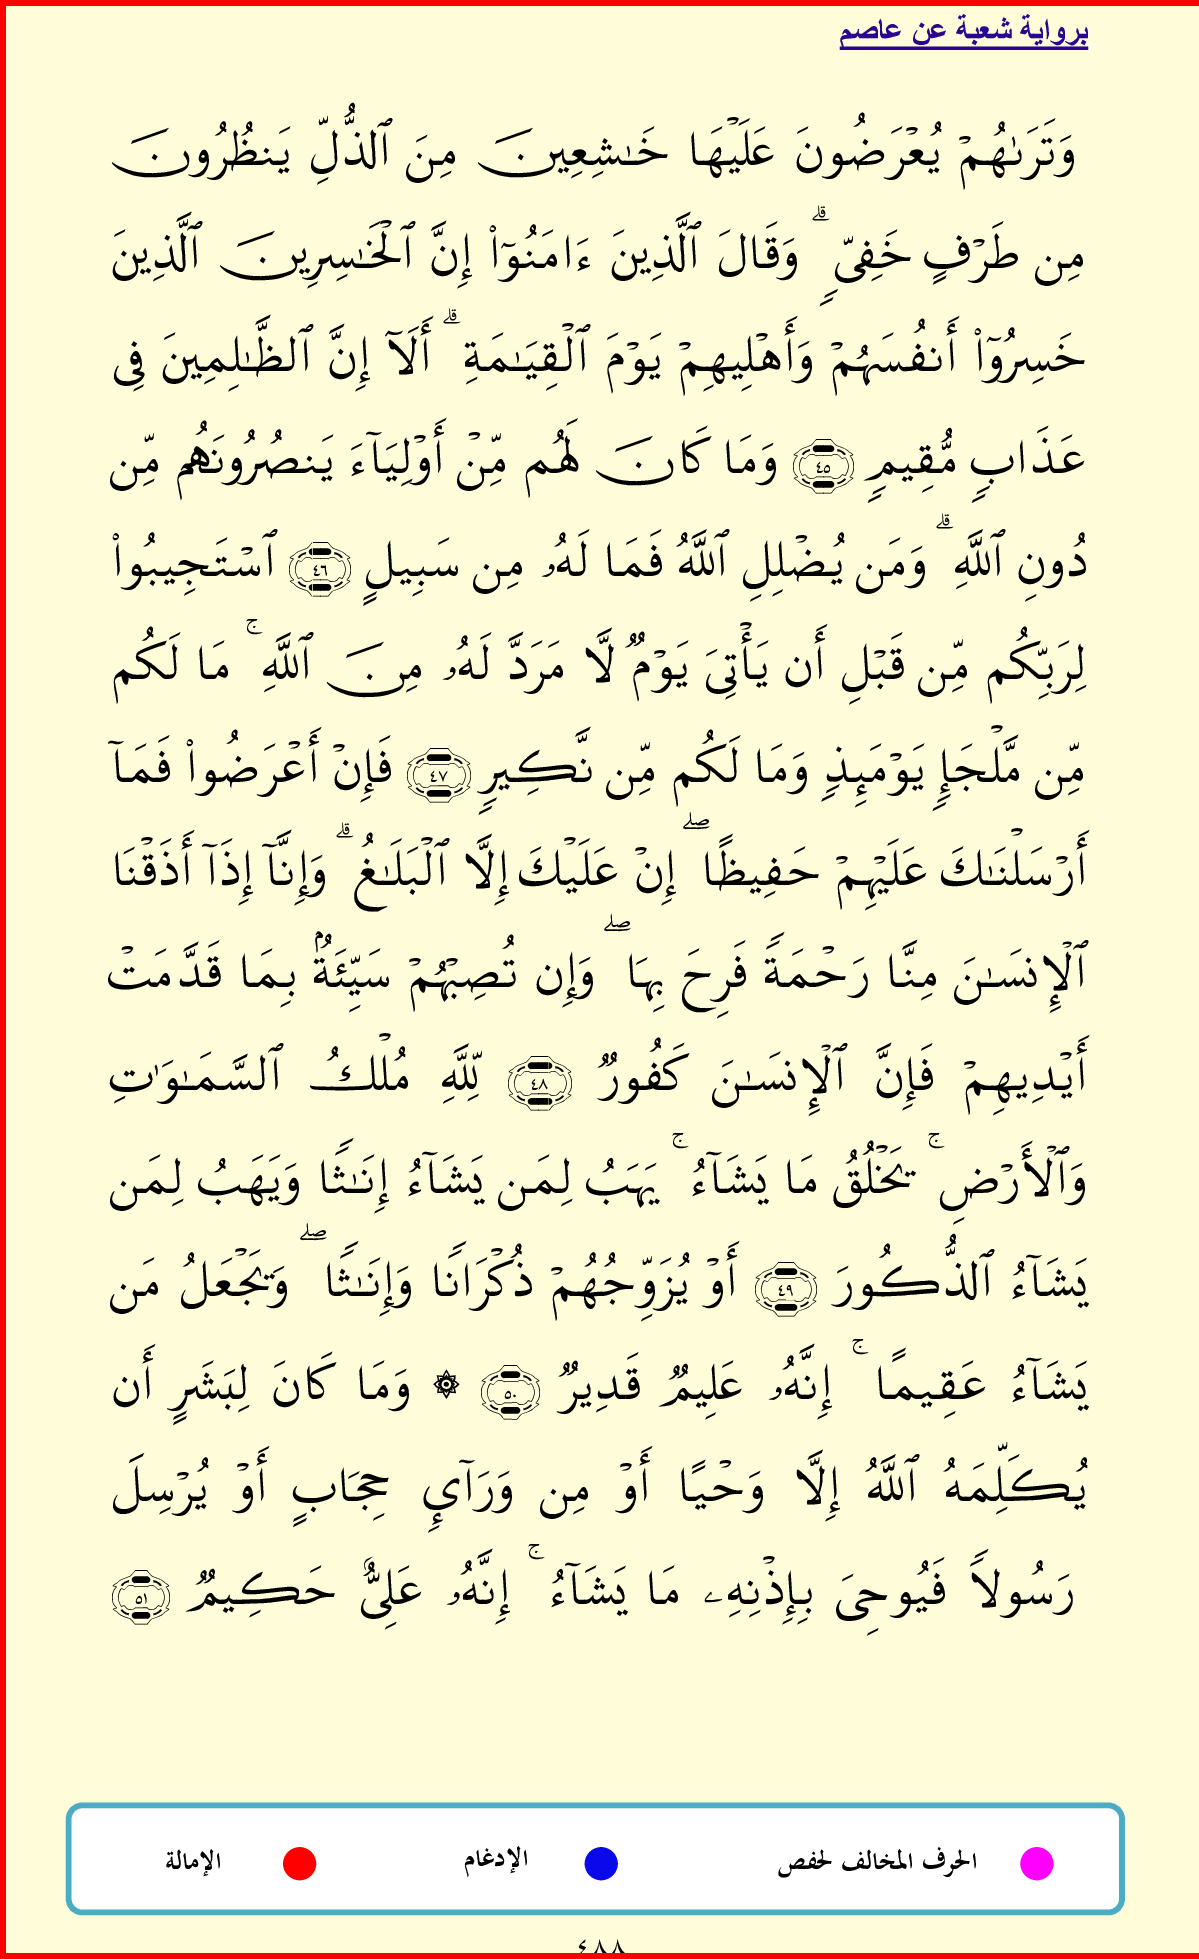 برواية شعبة عن عاصم
وَتَرَىٰهُمۡ يُعۡرَضُونَ عَلَيۡهَا خَٰشِعِينَ مِنَ ٱلذُّلِّ يَنظُرُونَ
مِن طَرۡفٍ خَفِىّٖۗ وَقَالَ ٱلَّذِينَ ءَامَنُوٓاْ إِنَّ ٱلۡخَٰسِرِينَ ٱلَّذِينَ
خَسِرُوٓاْ أَنفُسَهُمۡ وَأَهۡلِيهِمۡ يَوۡمَ ٱلۡقِيَٰمَةِۗ أَلَآ إِنَّ ٱلظَّٰلِمِينَ فِى
عَذَابٖ مُّقِيمٖ ٤٥ وَمَا كَانَ لَهُم مِّنۡ أَوۡلِيَآءَ يَنصُرُونَهُم مِّن
دُونِ ٱللَّهِۗ وَمَن يُضۡلِلِ ٱللَّهُ فَمَا لَهُۥ مِن سَبِيلٍ ٤٦ ٱسۡتَجِيبُواْ
لِرَبِّكُم مِّن قَبۡلِ أَن يَأۡتِىَ يَوۡمٞ لَّا مَرَدَّ لَهُۥ مِنَ ٱللَّهِۚ مَا لَكُم
مِّن مَّلۡجَإٖ يَوۡمَئِذٖ وَمَا لَكُم مِّن نَّكِيرٖ ٤٧ فَإِنۡ أَعۡرَضُواْ فَمَآ
أَرۡسَلۡنَٰكَ عَلَيۡهِمۡ حَفِيظًاۖ إِنۡ عَلَيۡكَ إِلَّا ٱلۡبَلَٰغُۗ وَإِنَّآ إِذَآ أَذَقۡنَا
ٱلۡإِنسَٰنَ مِنَّا رَحۡمَةٗ فَرِحَ بِهَاۖ وَإِن تُصِبۡهُمۡ سَيِّئَةُۢ بِمَا قَدَّمَتۡ
أَيۡدِيهِمۡ فَإِنَّ ٱلۡإِنسَٰنَ كَفُورٞ ٤٨ لِّلَّهِ مُلۡكُ ٱلسَّمَٰوَٰتِ
وَٱلۡأَرۡضِۚ يَخۡلُقُ مَا يَشَآءُۚ يَهَبُ لِمَن يَشَآءُ إِنَٰثٗا وَيَهَبُ لِمَن
يَشَآءُ ٱلذُّكُورَ ٤٩ أَوۡ يُزَوِّجُهُمۡ ذُكۡرَانٗا وَإِنَٰثٗاۖ وَيَجۡعَلُ مَن
يَشَآءُ عَقِيمًاۚ إِنَّهُۥ عَلِيمٞ قَدِيرٞ ٥٠ ۞ وَمَا كَانَ لِبَشَرٍ أَن
يُكَلِّمَهُ ٱللَّهُ إِلَّا وَحۡيًا أَوۡ مِن وَرَآيِٕ حِجَابٍ أَوۡ يُرۡسِلَ
رَسُولٗا فَيُوحِىَ بِإِذۡنِهِۦ مَا يَشَآءُۚ إِنَّهُۥ عَلِىٌّ حَكِيمٞ ٥١
الحرف المخالف لحفص الإدغام الإمالة
٤٨٨